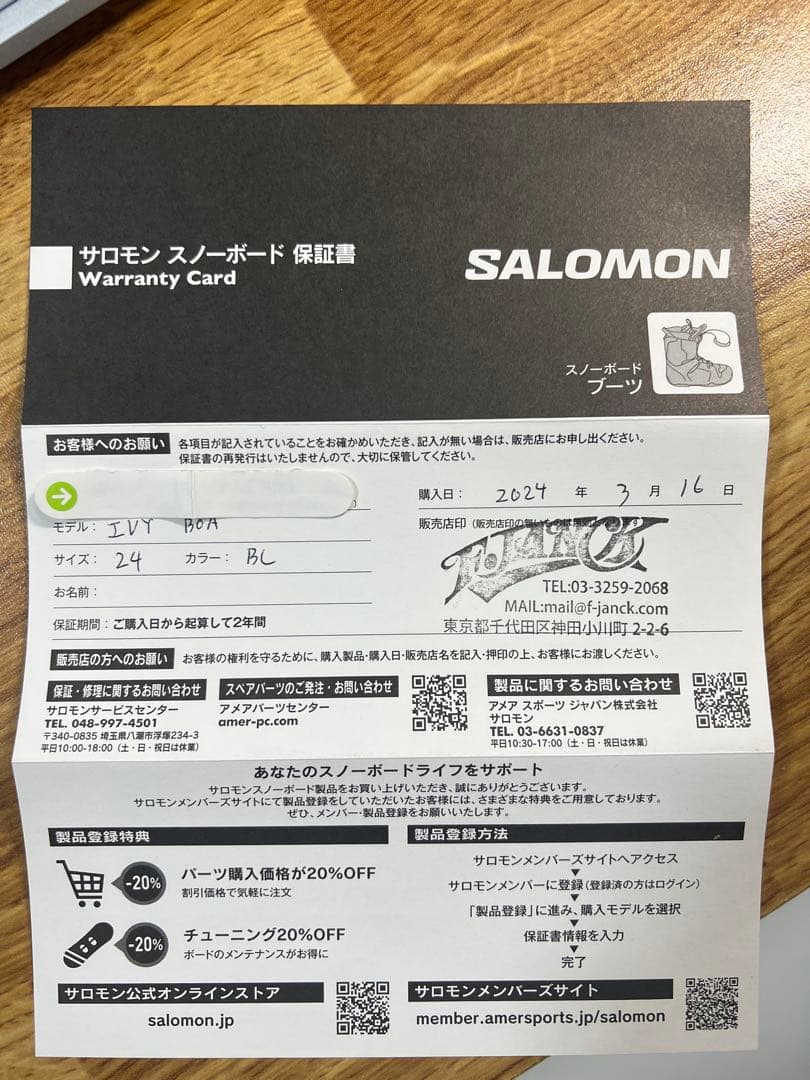 サロモン スノーボード 保証書
Warranty Card
SALOMON
スノーボード
ブーツ
お客様へのお願い 各項目が記入されていることをお確かめいただき、記入が無い場合は、販売店にお申し出ください。
保証書の再発行はいたしませんので、大切に保管してください。
購入日： 2024 年 3 月 16 日
モデル： IVY BOA
販売店印（販売店印の無いものは無効となります
F.JANCK
サイズ： 24 カラー： BL
TEL:03-3259-2068
お名前：
MAIL:mail@f-janck.com
保証期間：ご購入日から起算して2年間
東京都千代田区神田小川町 2-2-6
販売店の方へのお願い お客様の権利を守るために、購入製品・購入日・販売店名を記入・押印の上、お客様にお渡しください。
保証・修理に関するお問い合わせ
サロモンサービスセンター
TEL. 048-997-4501
〒340-0835 埼玉県八潮市浮塚234-3
平日10:00-18:00（土・日・祝日は休業）
スペアパーツのご発注・お問い合わせ
アメアパーツセンター
amer-pc.com
製品に関するお問い合わせ
アメア スポーツ ジャパン株式会社
サロモン
TEL. 03-6631-0837
平日10:30-17:00（土・日・祝日は休業）
あなたのスノーボードライフをサポート
サロモンスノーボード製品をお買い上げいただき、誠にありがとうございます。
サロモンメンバーズサイトにて製品登録をしていただいたお客様には、さまざまな特典をご用意しております。
ぜひ、メンバー・製品登録をお願いいたします。
製品登録特典
-20%
パーツ購入価格が20%OFF
割引価格で気軽に注文
-20%
チューニング20%OFF
ボードのメンテナンスがお得に
製品登録方法
サロモンメンバーズサイトへアクセス
サロモンメンバーに登録（登録済の方はログイン）
「製品登録」に進み、購入モデルを選択
保証書情報を入力
完了
サロモン公式オンラインストア
salomon.jp
サロモンメンバーズサイト
member.amersports.jp/salomon